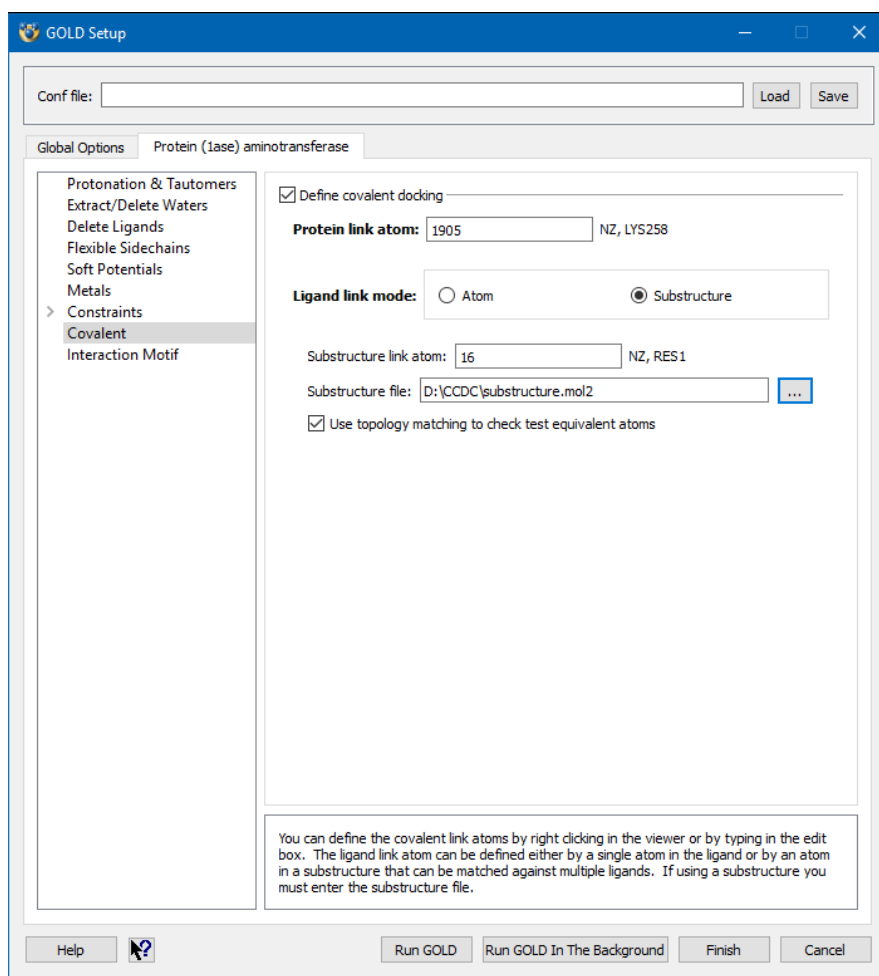 GOLD Setup
Conf file:
Load
Save
Global Options
Protein (1ase) aminotransferase
Protonation & Tautomers
Extract/Delete Waters
Delete Ligands
Flexible Sidechains
Soft Potentials
Metals
Constraints
Covalent
Interaction Motif
Define covalent docking
Protein link atom: 1905 NZ, LYS258
Ligand link mode: Atom Substructure
Substructure link atom: 16 NZ, RES1
Substructure file: D:\CCDC\substructure.mol2 ...
Use topology matching to check test equivalent atoms
You can define the covalent link atoms by right clicking in the viewer or by typing in the edit
box. The ligand link atom can be defined either by a single atom in the ligand or by an atom
in a substructure that can be matched against multiple ligands. If using a substructure you
must enter the substructure file.
Help
?
Run GOLD
Run GOLD In The Background
Finish
Cancel